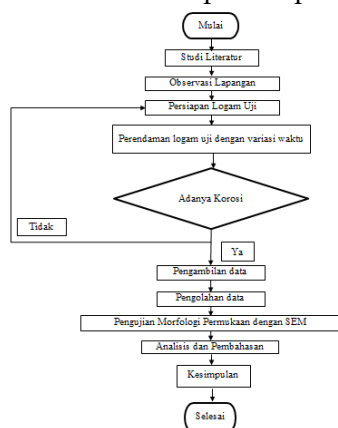 Mulai
Studi Literatur
Observasi Lapangan
Persiapan Logam Uji
Perendaman logam uji dengan variasi waktu
Adanya Korosi
Tidak
Ya
Pengambilan data
Pengolahan data
Pengujian Morfologi Permukaan dengan SEM
Analisis dan Pembahasan
Kesimpulan
Selesai